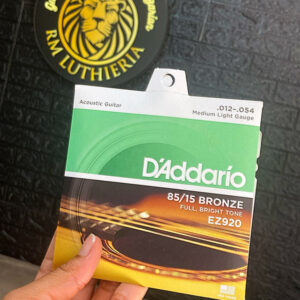 RM LUTHIERIA
Acoustic Guitar
.012-.054
Medium Light Gauge
D'Addario
85/15 BRONZE
FULL, BRIGHT TONE
EZ920